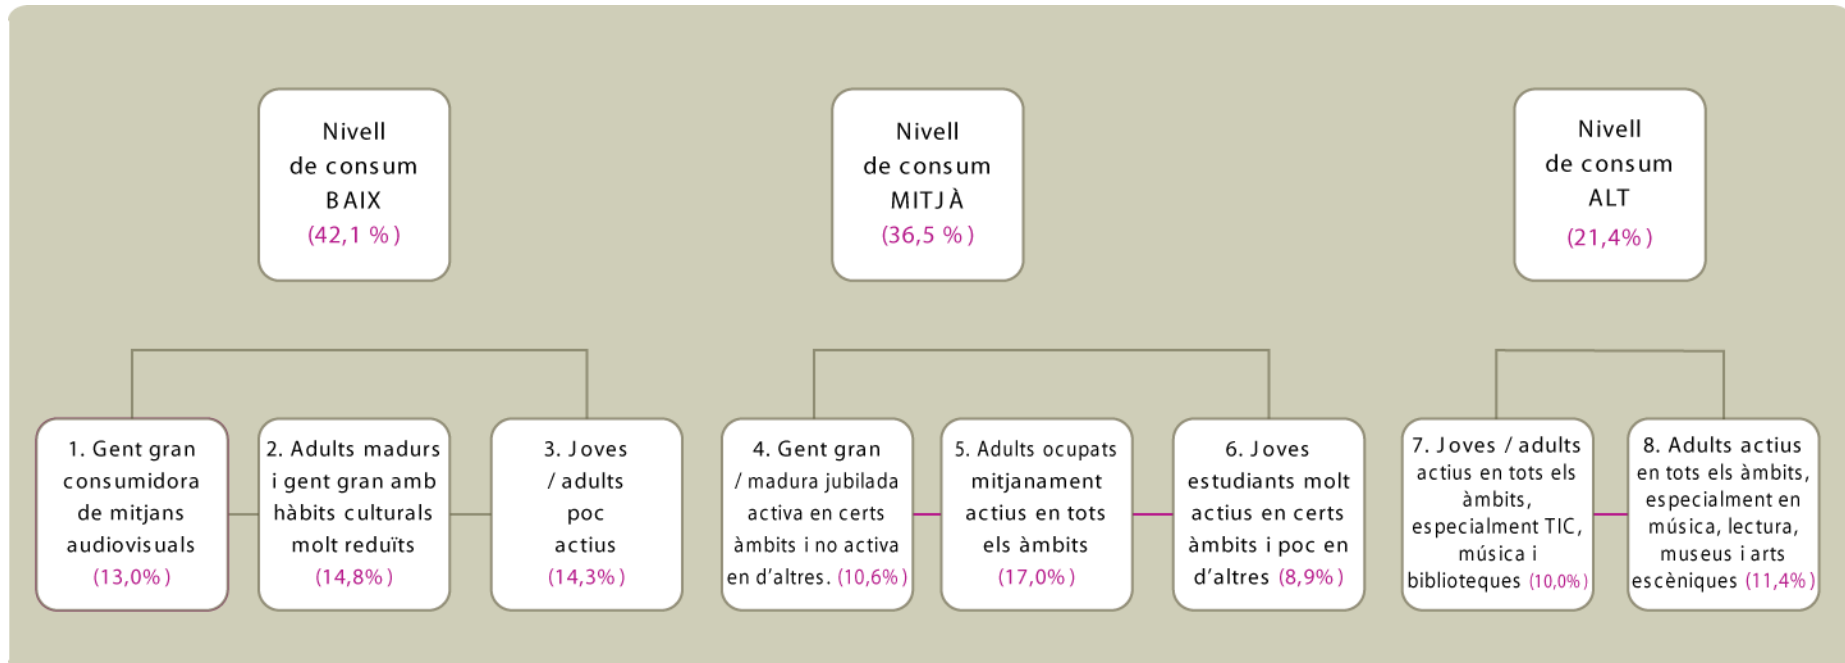 Nivell
de consum
BAIX
(42,1 %)
Nivell
de consum
MITJÀ
(36,5 %)
Nivell
de consum
ALT
(21,4%)
1. Gent gran
consumidora
de mitjans
audiovisuals
(13,0%)
2. Adults madurs
i gent gran amb
hàbits culturals
molt reduïts
(14,8%)
3. Joves
/ adults
poc
actius
(14,3%)
4. Gent gran
/ madura jubilada
activa en certs
àmbits i no activa
en d'altres. (10,6%)
5. Adults ocupats
mitjanament
actius en tots
els àmbits
(17,0%)
6. Joves
estudiants molt
actius en certs
àmbits i poc en
d'altres (8,9%)
7. Joves / adults
actius en tots els
àmbits,
especialment TIC,
música i
biblioteques (10,0%)
8. Adults actius
en tots els àmbits,
especialment en
música, lectura,
museus i arts
escèniques (11,4%)